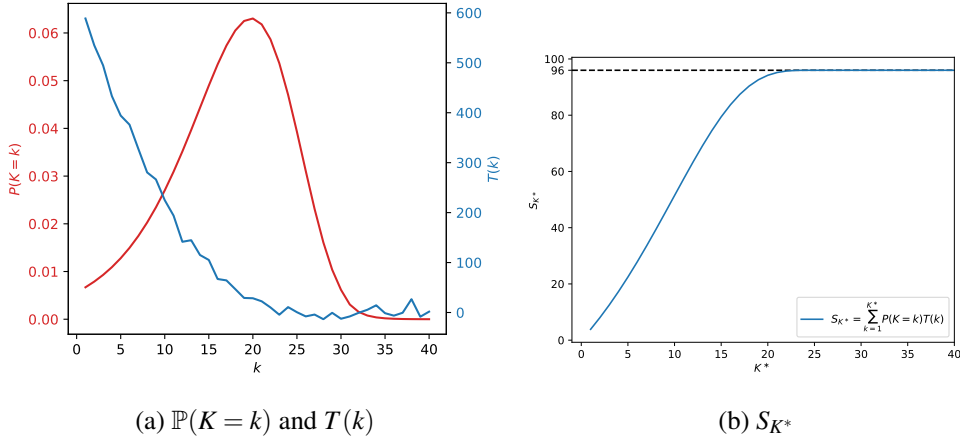 0.06
0.05
0.04
0.03
0.02
0.01
0.00
P(K = k)
600
500
400
300
200
100
0
T(k)
0 5 10 15 20 25 30 35 40
k
(a) ℙ(K = k) and T(k)
100
96
80
60
40
20
0
S_{K*}
0 5 10 15 20 25 30 35 40
K*
S_{K*} = \sum_{k=1}^{K*} P(K = k)T(k)
(b) S_{K*}